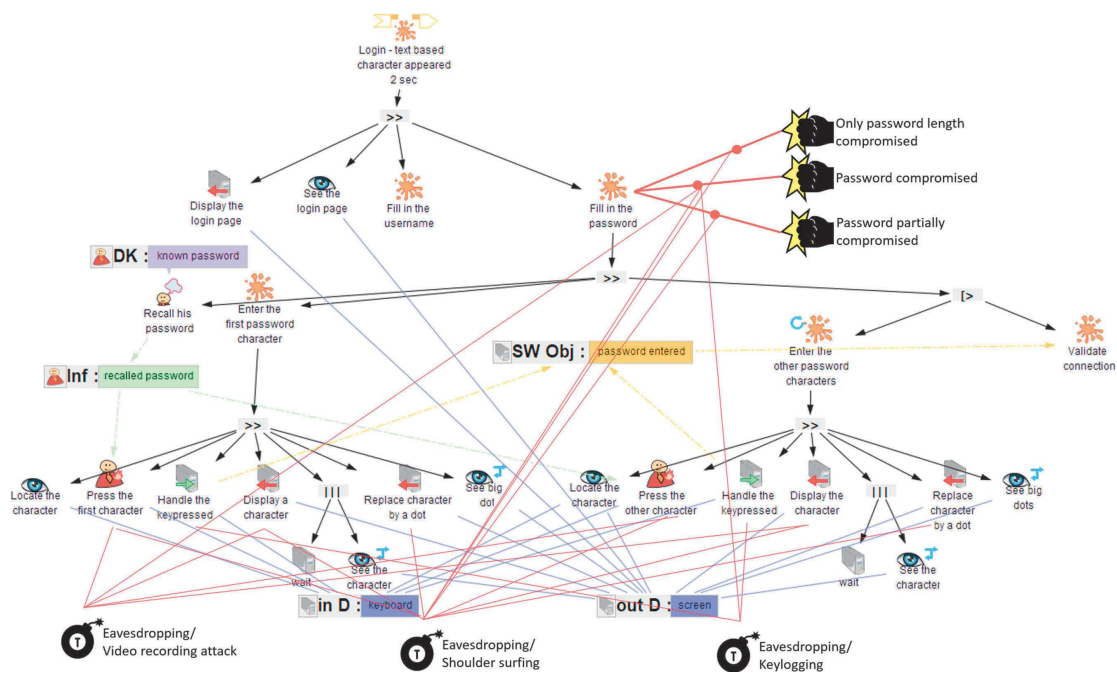 Login - text based
character appeared
2 sec
>>
Only password length
compromised
Password compromised
Password partially
compromised
Display the
login page
See the
login page
Fill in the
username
Fill in the
password
DK : known password
>>
[>
Recall his
password
Enter the
first password
character
SW Obj : password entered
Enter the
other password
characters
Validate
connection
Inf : recalled password
>>
>>
Locate the
character
Press the
first character
Handle the
keypressed
Display a
character
|||
Replace character
by a dot
See big
dot
Locate the
character
Press the
other character
Handle the
keypressed
Display the
character
|||
Replace
character
by a dot
See big
dots
wait
See the
character
wait
See the
character
in D : keyboard
out D : screen
T
Eavesdropping/
Video recording attack
T
Eavesdropping/
Shoulder surfing
T
Eavesdropping/
Keylogging